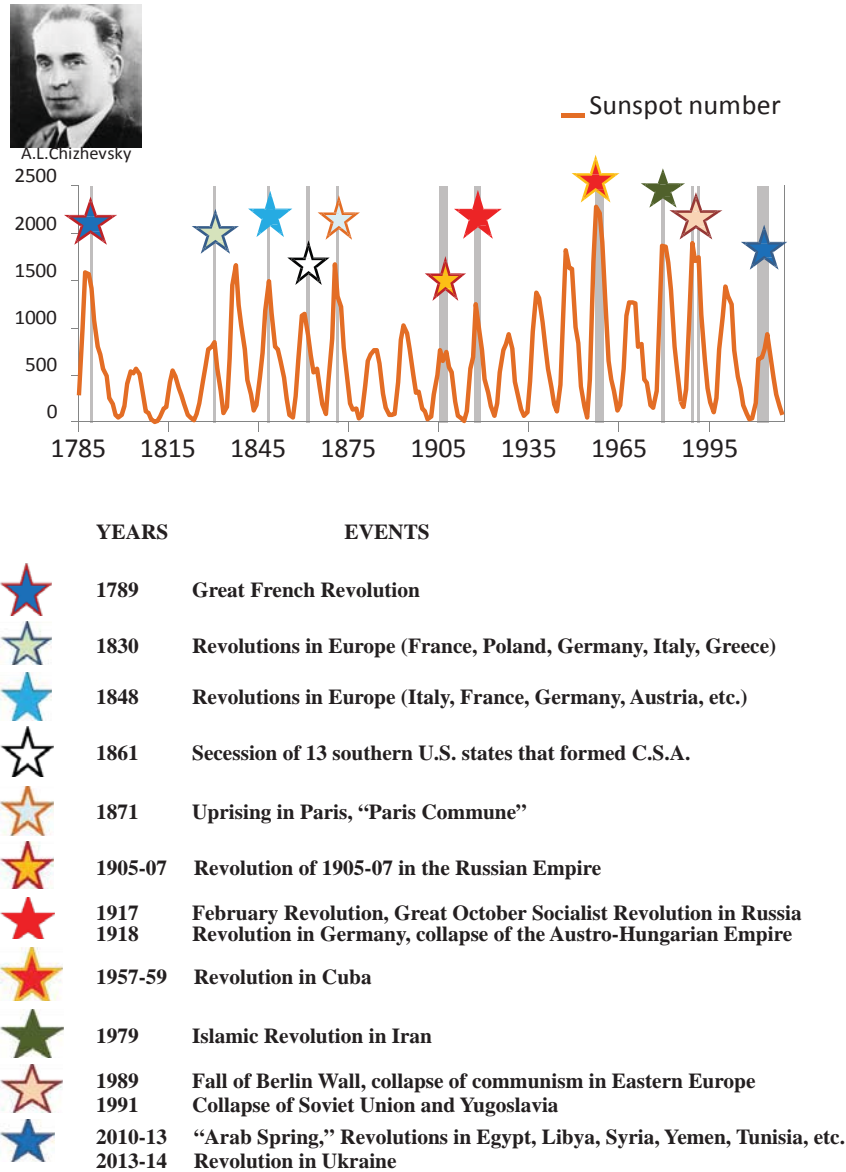 A.L.Chizhevsky
Sunspot number
2500
2000
1500
1000
500
0
1785 1815 1845 1875 1905 1935 1965 1995
YEARS EVENTS
1789 Great French Revolution
1830 Revolutions in Europe (France, Poland, Germany, Italy, Greece)
1848 Revolutions in Europe (Italy, France, Germany, Austria, etc.)
1861 Secession of 13 southern U.S. states that formed C.S.A.
1871 Uprising in Paris, “Paris Commune”
1905-07 Revolution of 1905-07 in the Russian Empire
1917 February Revolution, Great October Socialist Revolution in Russia
1918 Revolution in Germany, collapse of the Austro-Hungarian Empire
1957-59 Revolution in Cuba
1979 Islamic Revolution in Iran
1989 Fall of Berlin Wall, collapse of communism in Eastern Europe
1991 Collapse of Soviet Union and Yugoslavia
2010-13 “Arab Spring,” Revolutions in Egypt, Libya, Syria, Yemen, Tunisia, etc.
2013-14 Revolution in Ukraine